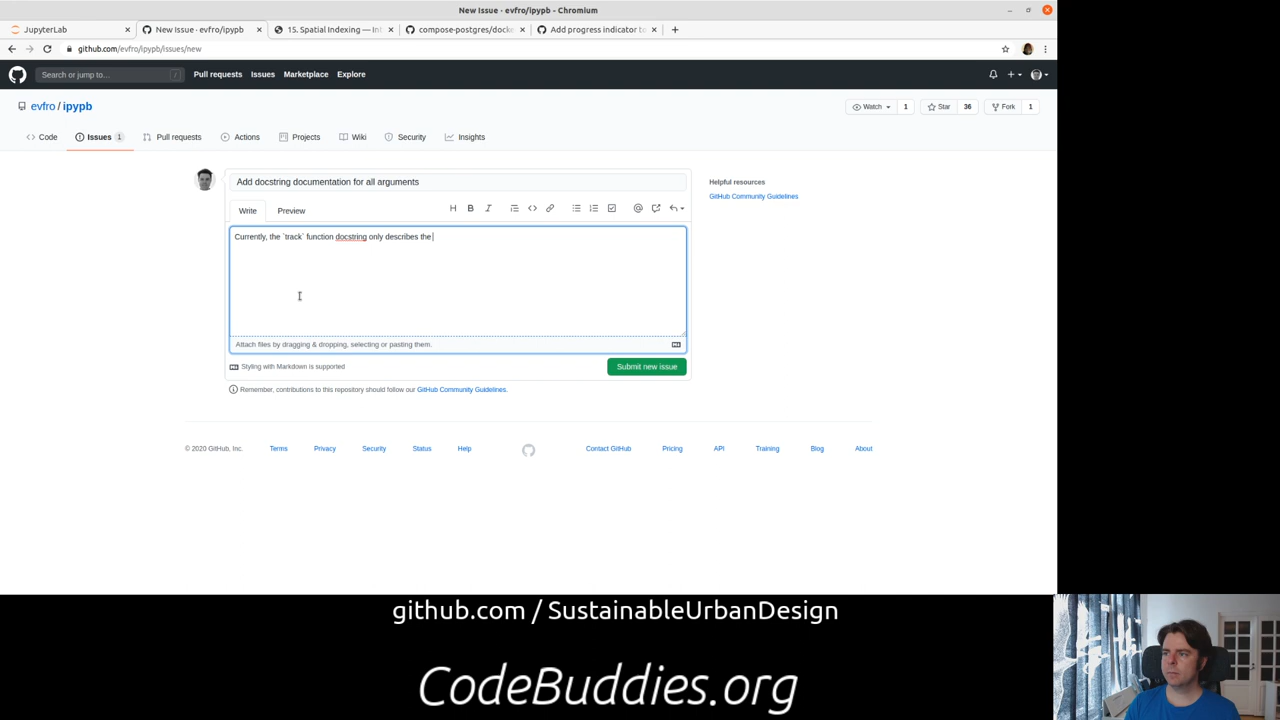 New Issue · evfro/ipypb - Chromium
JupyterLab
New Issue · evfro/ipypb
15. Spatial Indexing — Int
compose-postgres/docke
Add progress indicator to
github.com/evfro/ipypb/issues/new
Search or jump to...
/
Pull requests
Issues
Marketplace
Explore
evfro / ipypb
Watch
1
Star
36
Fork
1
Code
Issues 1
Pull requests
Actions
Projects
Wiki
Security
Insights
Add docstring documentation for all arguments
Helpful resources
GitHub Community Guidelines
Write
Preview
Currently, the `track` function docstring only describes the
Attach files by dragging & dropping, selecting or pasting them.
Styling with Markdown is supported
Submit new issue
Remember, contributions to this repository should follow our GitHub Community Guidelines.
© 2020 GitHub, Inc.
Terms
Privacy
Security
Status
Help
Contact GitHub
Pricing
API
Training
Blog
About
github.com / SustainableUrbanDesign
CodeBuddies.org